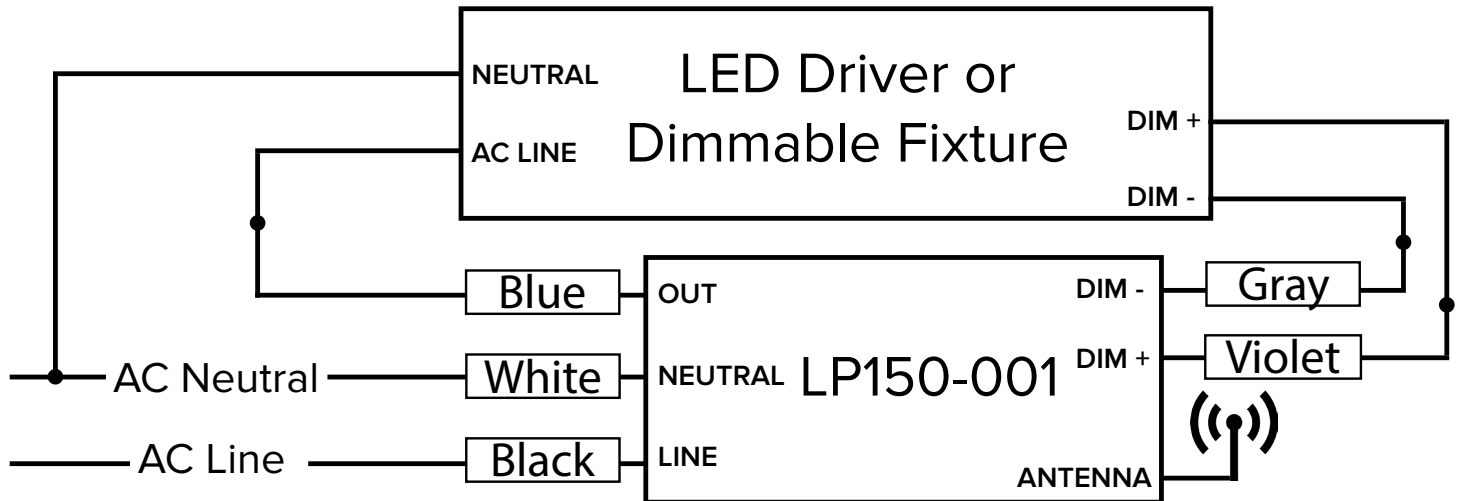 NEUTRAL
LED Driver or
Dimmable Fixture
AC LINE
DIM +
DIM -
Blue
OUT
DIM -
Gray
AC Neutral
White
NEUTRAL
LP150-001
DIM +
Violet
AC Line
Black
LINE
ANTENNA